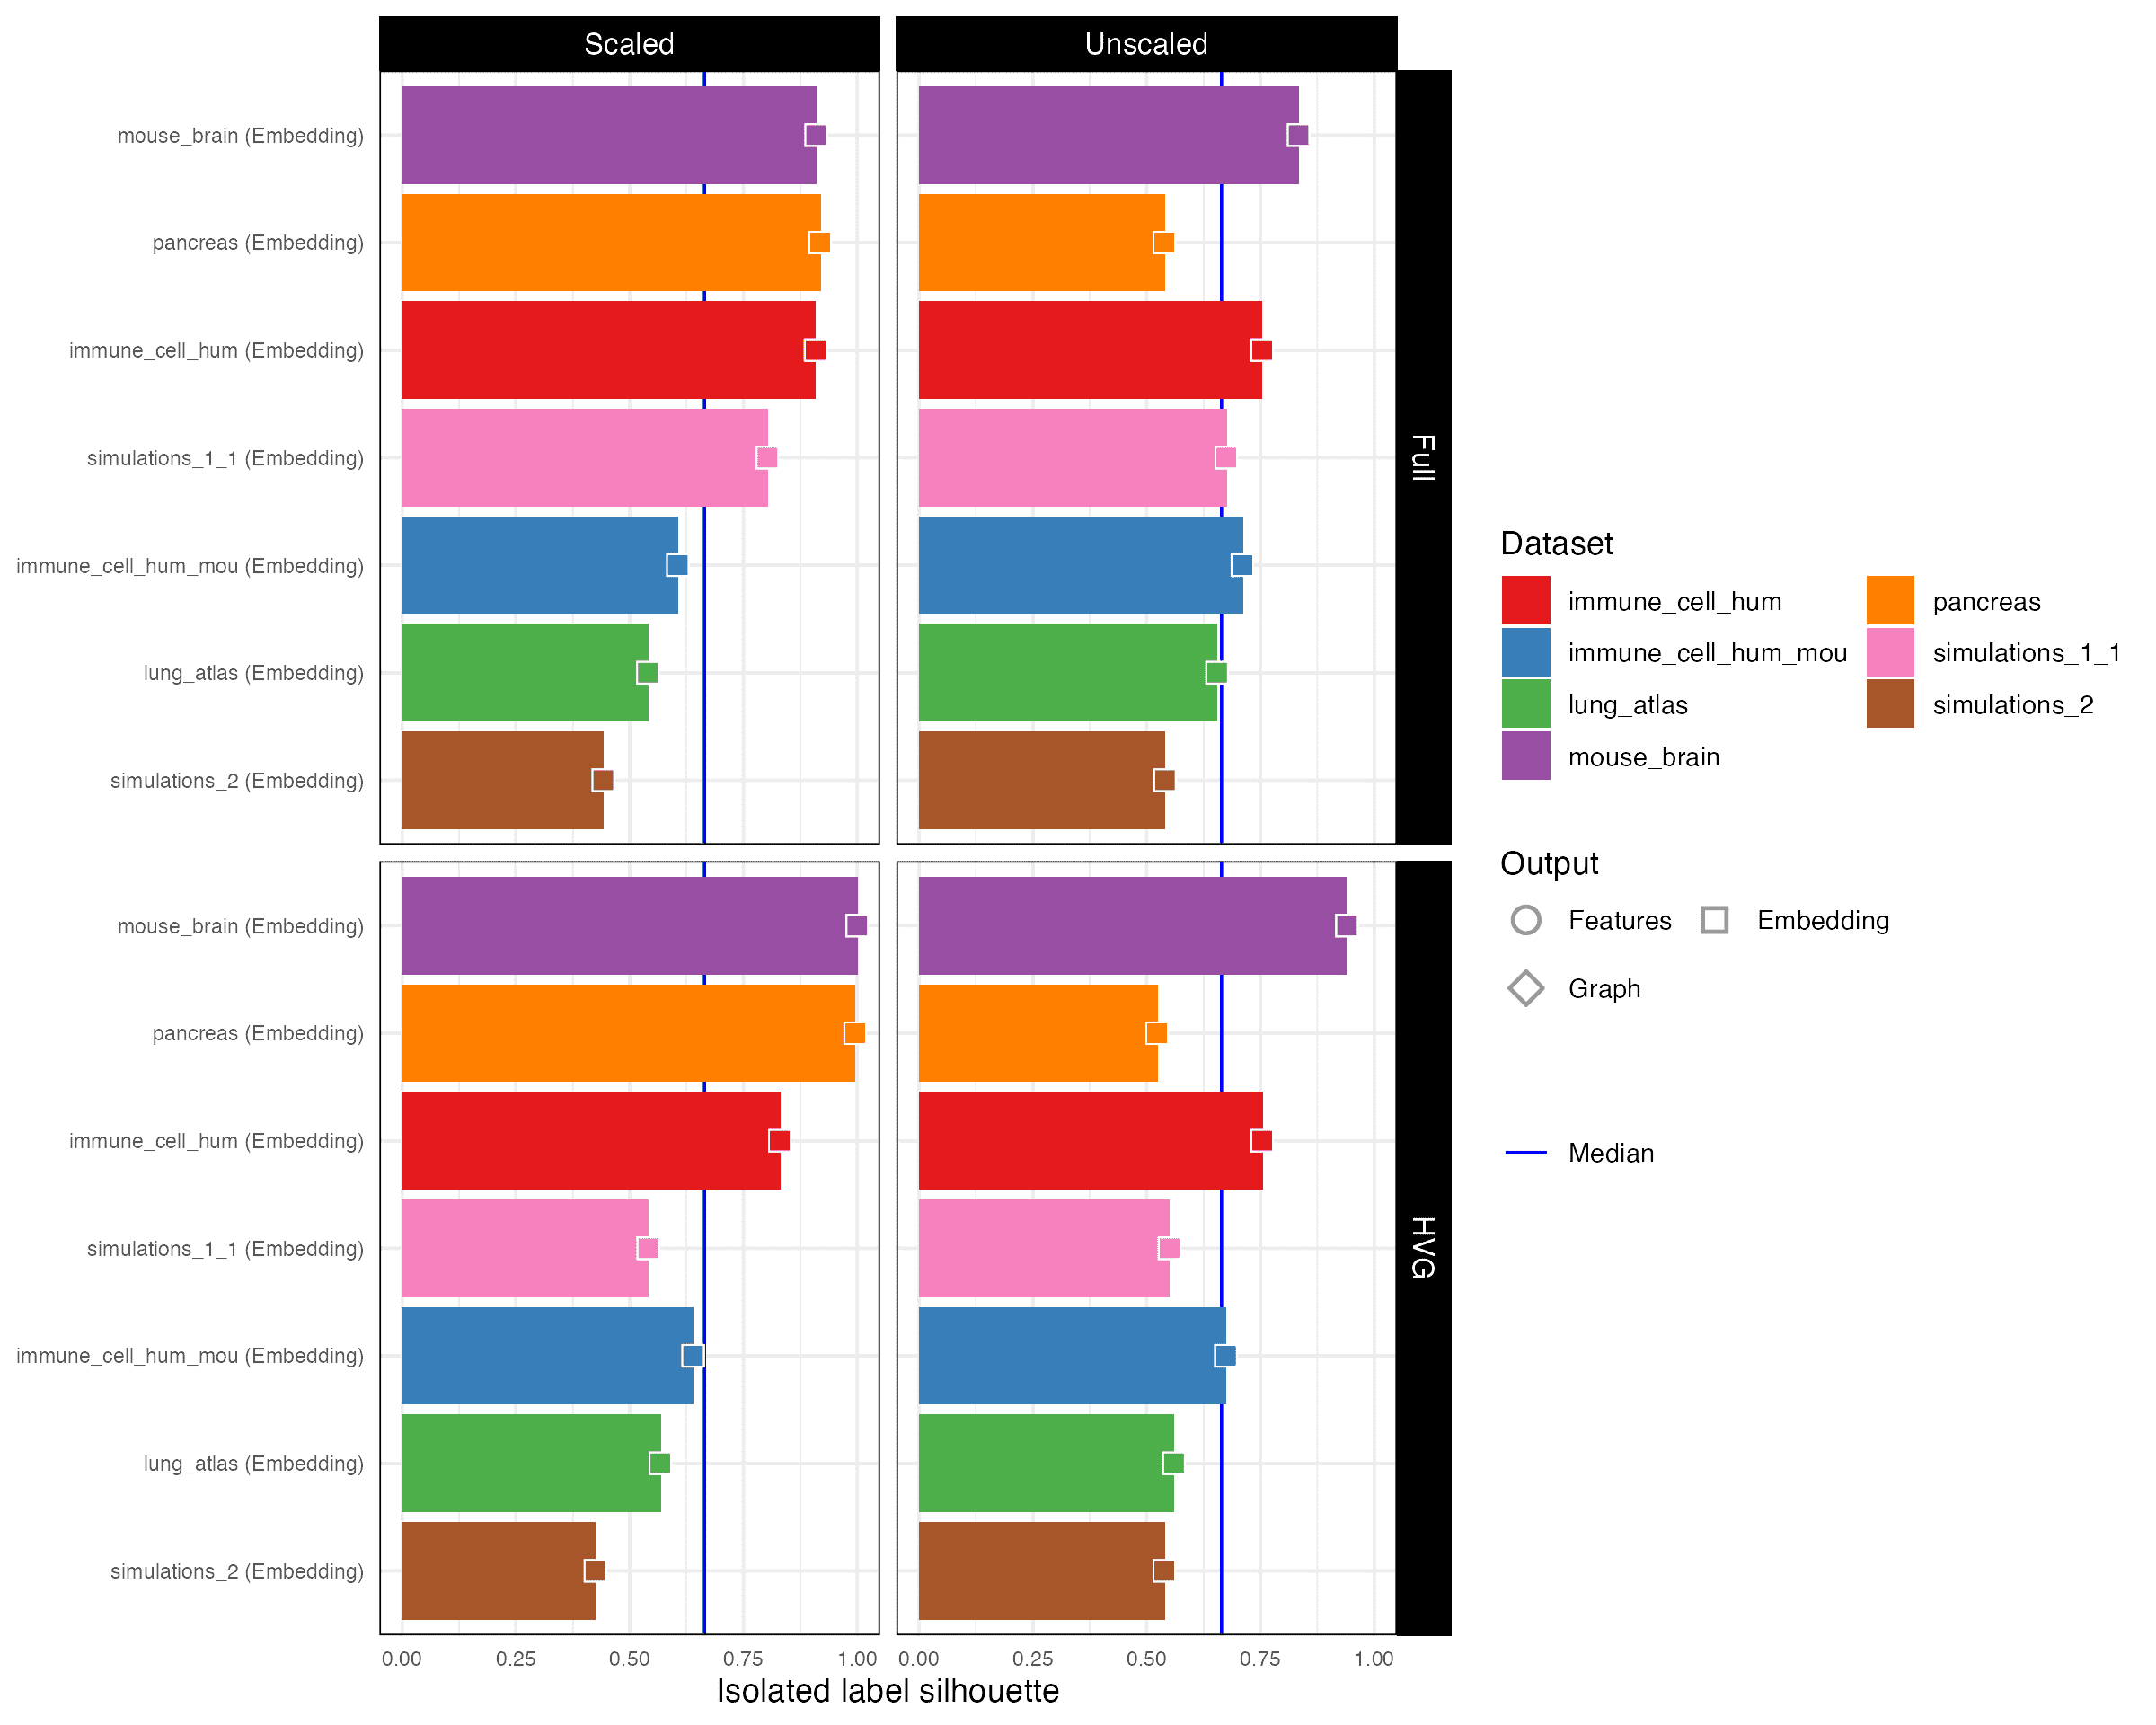 Scaled
Unscaled
Full
mouse_brain (Embedding)
pancreas (Embedding)
immune_cell_hum (Embedding)
simulations_1_1 (Embedding)
immune_cell_hum_mou (Embedding)
lung_atlas (Embedding)
simulations_2 (Embedding)
HVG
mouse_brain (Embedding)
pancreas (Embedding)
immune_cell_hum (Embedding)
simulations_1_1 (Embedding)
immune_cell_hum_mou (Embedding)
lung_atlas (Embedding)
simulations_2 (Embedding)
0.00 0.25 0.50 0.75 1.00 0.00 0.25 0.50 0.75 1.00
Isolated label silhouette
Dataset
immune_cell_hum pancreas
immune_cell_hum_mou simulations_1_1
lung_atlas simulations_2
mouse_brain
Output
Features Embedding
Graph
Median